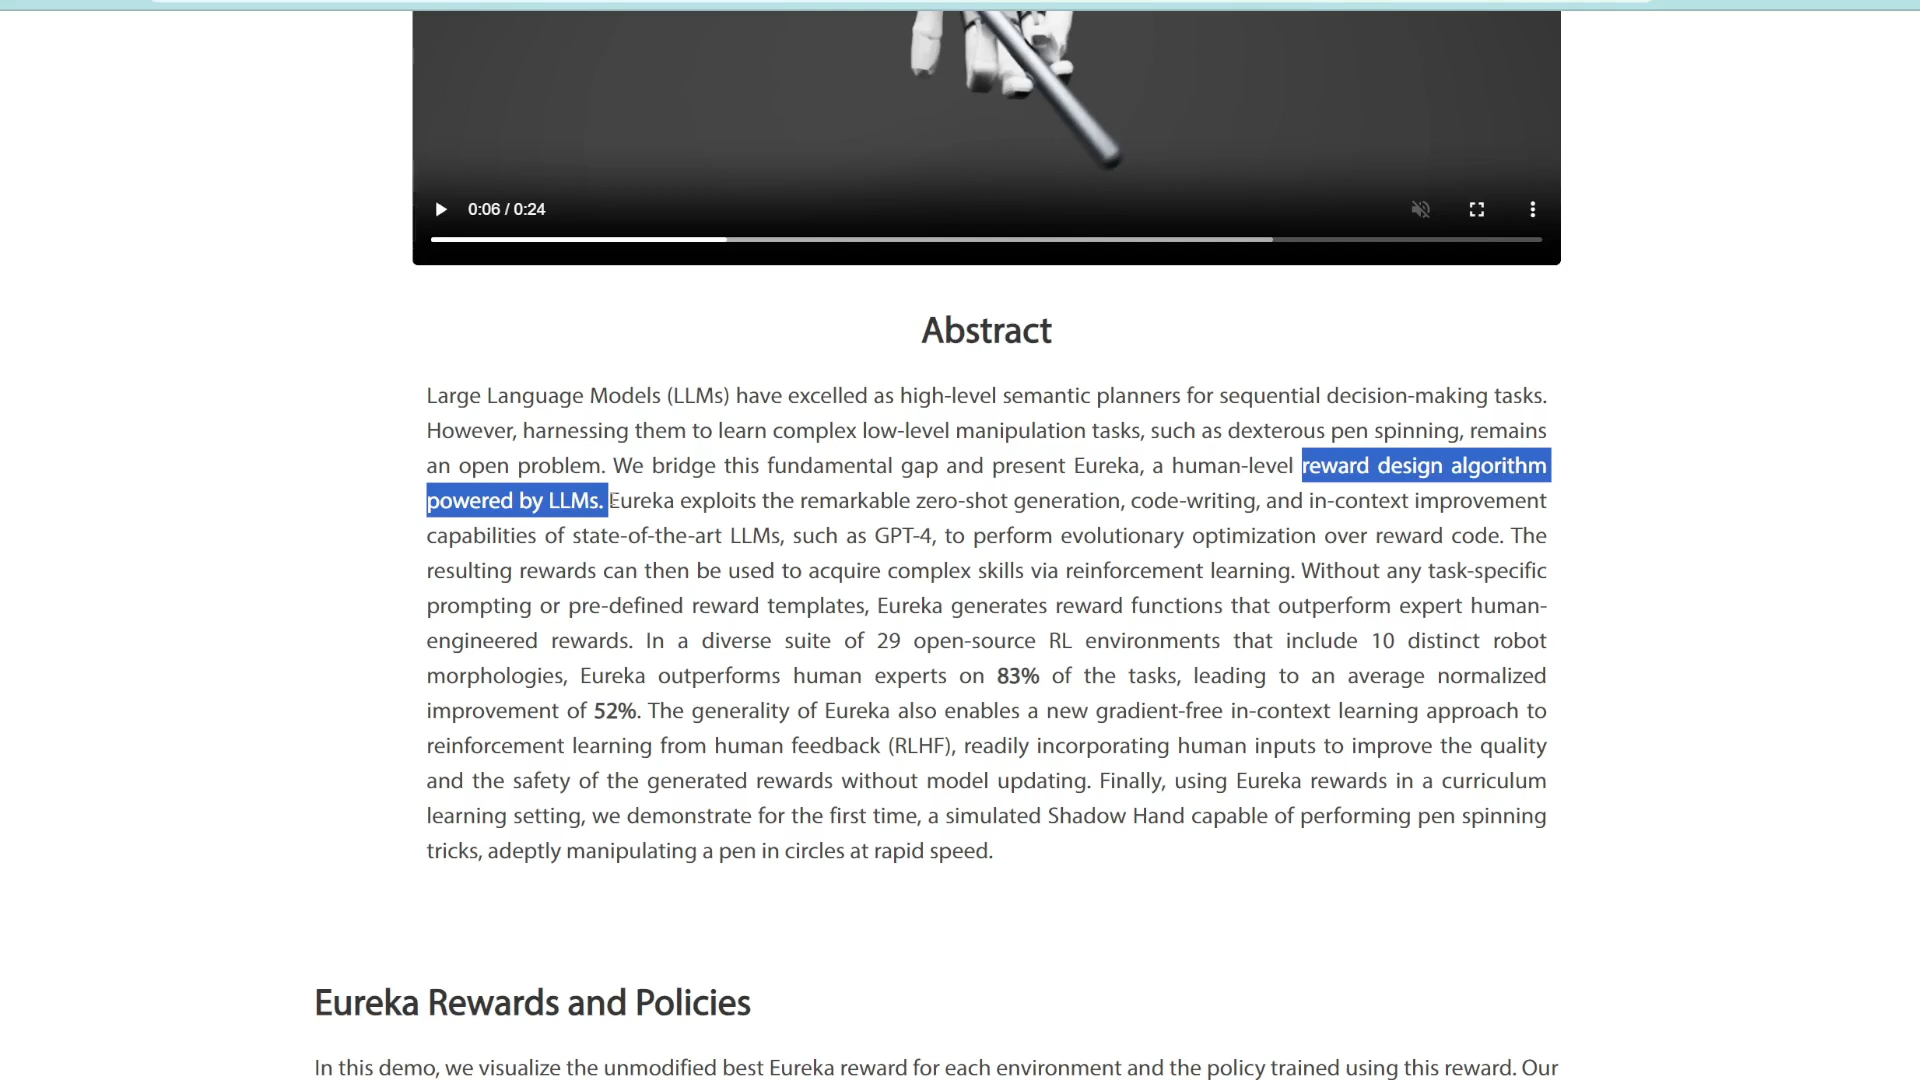 0:06 / 0:24
Abstract
Large Language Models (LLMs) have excelled as high-level semantic planners for sequential decision-making tasks.
However, harnessing them to learn complex low-level manipulation tasks, such as dexterous pen spinning, remains
an open problem. We bridge this fundamental gap and present Eureka, a human-level reward design algorithm
powered by LLMs. Eureka exploits the remarkable zero-shot generation, code-writing, and in-context improvement
capabilities of state-of-the-art LLMs, such as GPT-4, to perform evolutionary optimization over reward code. The
resulting rewards can then be used to acquire complex skills via reinforcement learning. Without any task-specific
prompting or pre-defined reward templates, Eureka generates reward functions that outperform expert human-
engineered rewards. In a diverse suite of 29 open-source RL environments that include 10 distinct robot
morphologies, Eureka outperforms human experts on 83% of the tasks, leading to an average normalized
improvement of 52%. The generality of Eureka also enables a new gradient-free in-context learning approach to
reinforcement learning from human feedback (RLHF), readily incorporating human inputs to improve the quality
and the safety of the generated rewards without model updating. Finally, using Eureka rewards in a curriculum
learning setting, we demonstrate for the first time, a simulated Shadow Hand capable of performing pen spinning
tricks, adeptly manipulating a pen in circles at rapid speed.
Eureka Rewards and Policies
In this demo, we visualize the unmodified best Eureka reward for each environment and the policy trained using this reward. Our